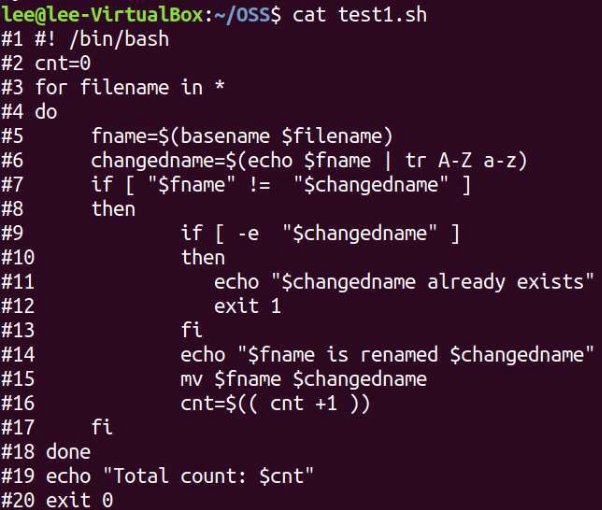 lee@lee-VirtualBox:~/OSS$ cat test1.sh
#1 #! /bin/bash
#2 cnt=0
#3 for filename in *
#4 do
#5      fname=$(basename $filename)
#6      changedname=$(echo $fname | tr A-Z a-z)
#7      if [ "$fname" !=  "$changedname" ]
#8      then
#9              if [ -e  "$changedname" ]
#10             then
#11                echo "$changedname already exists"
#12                exit 1
#13             fi
#14             echo "$fname is renamed $changedname"
#15             mv $fname $changedname
#16             cnt=$(( cnt +1 ))
#17     fi
#18 done
#19 echo "Total count: $cnt"
#20 exit 0